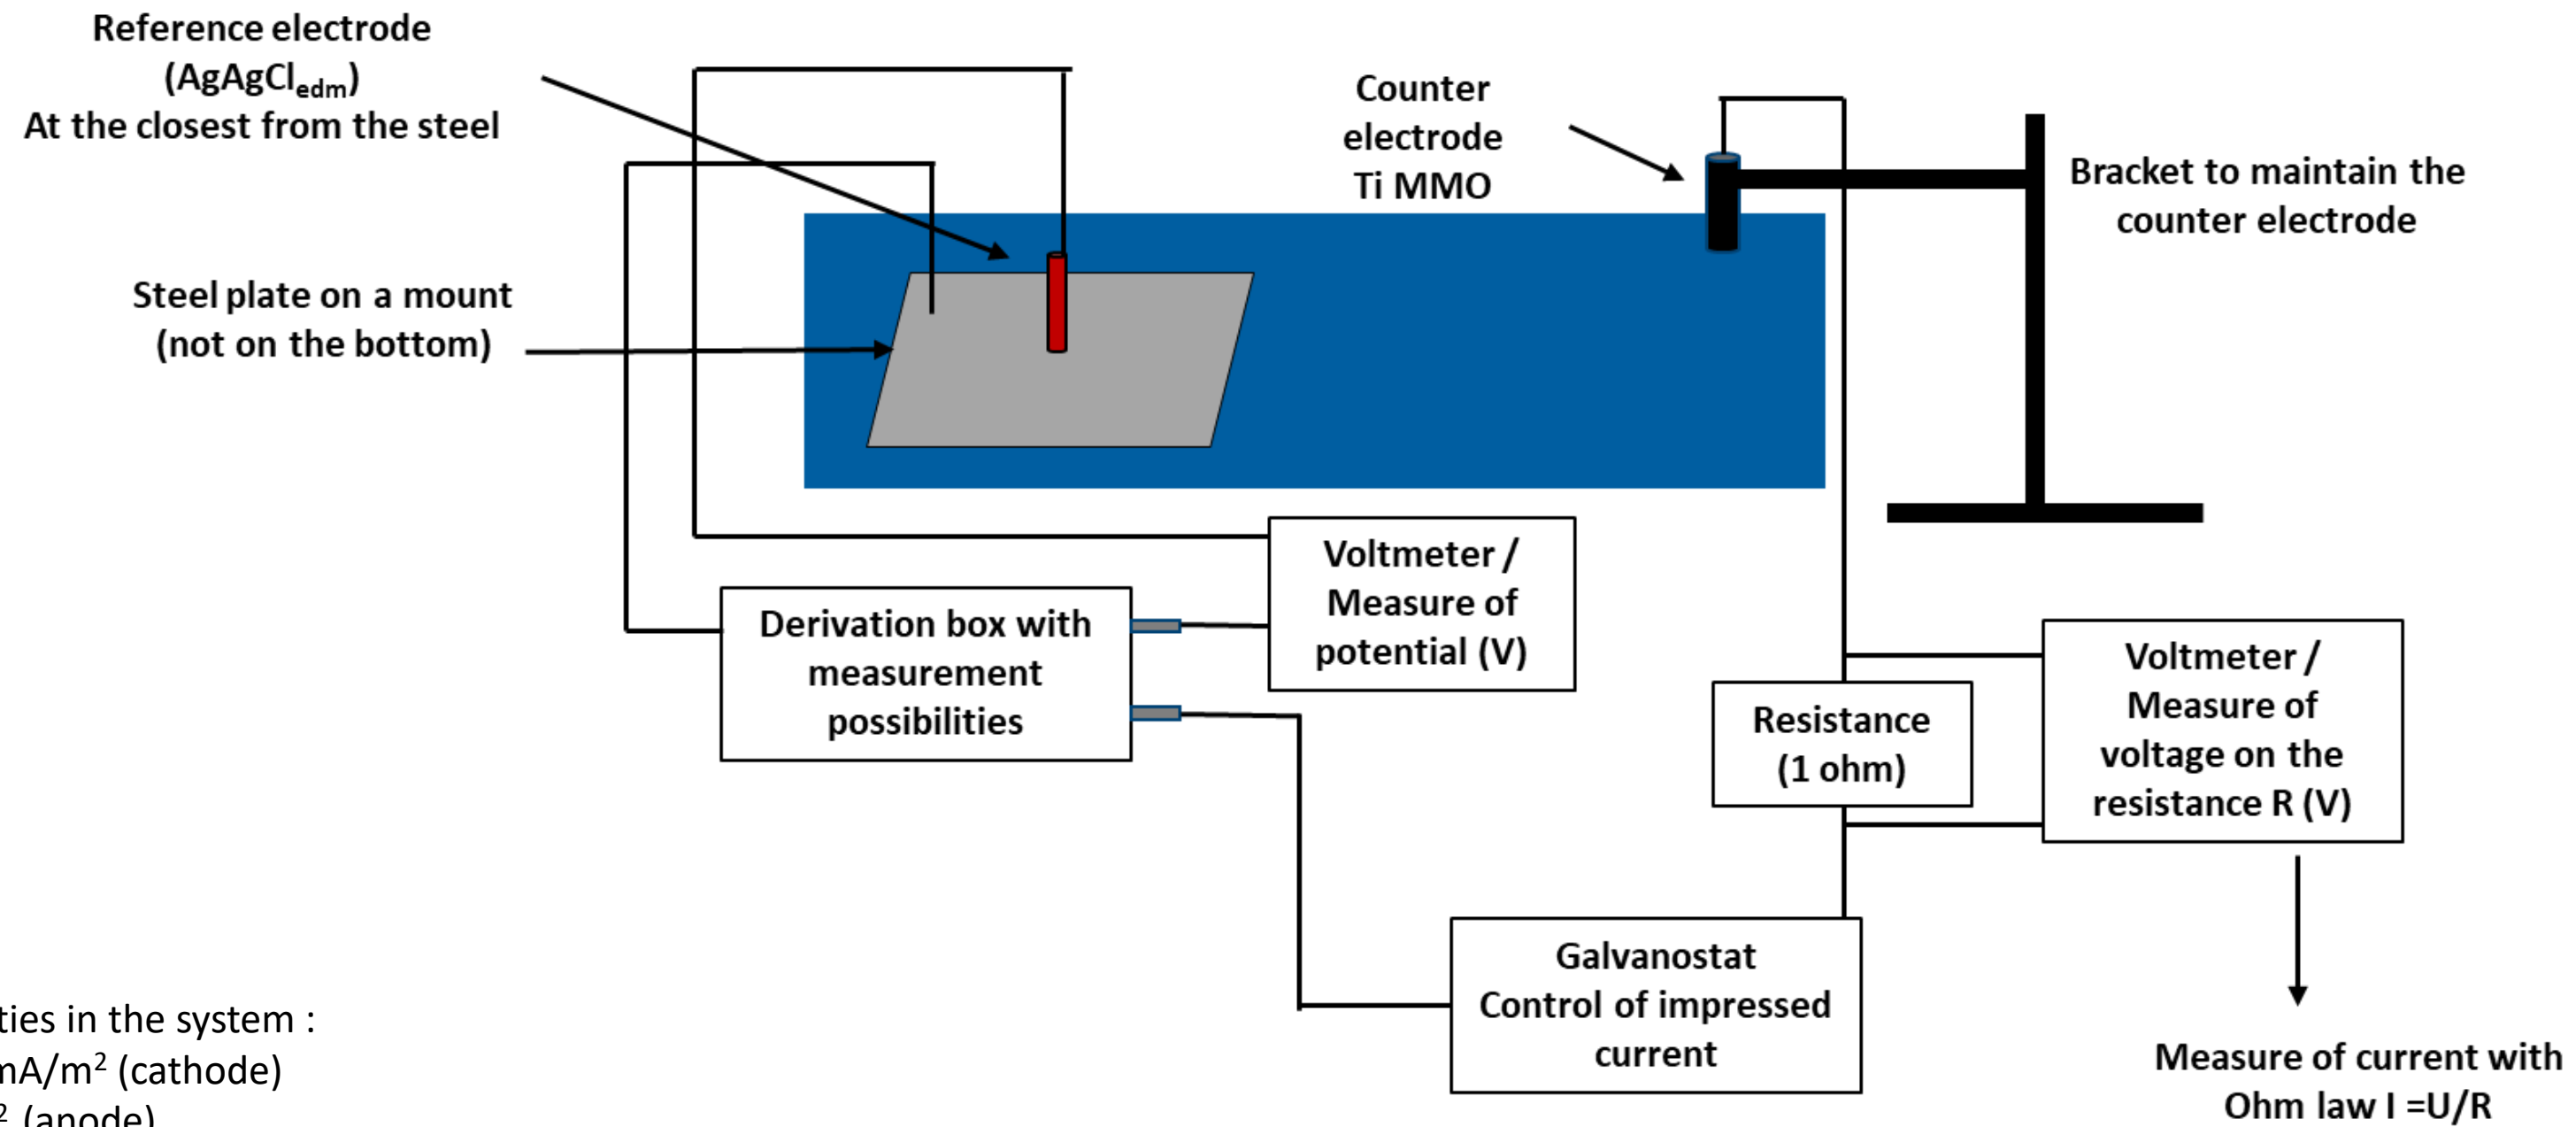 Reference electrode
(AgAgCl_edm)
At the closest from the steel
Counter
electrode
Ti MMO
Bracket to maintain the
counter electrode
Steel plate on a mount
(not on the bottom)
Voltmeter /
Measure of
potential (V)
Derivation box with
measurement
possibilities
Resistance
(1 ohm)
Voltmeter /
Measure of
voltage on the
resistance R (V)
Galvanostat
Control of impressed
current
Measure of current with
Ohm law I =U/R
in the system :
mA/m² (cathode)
(anode)